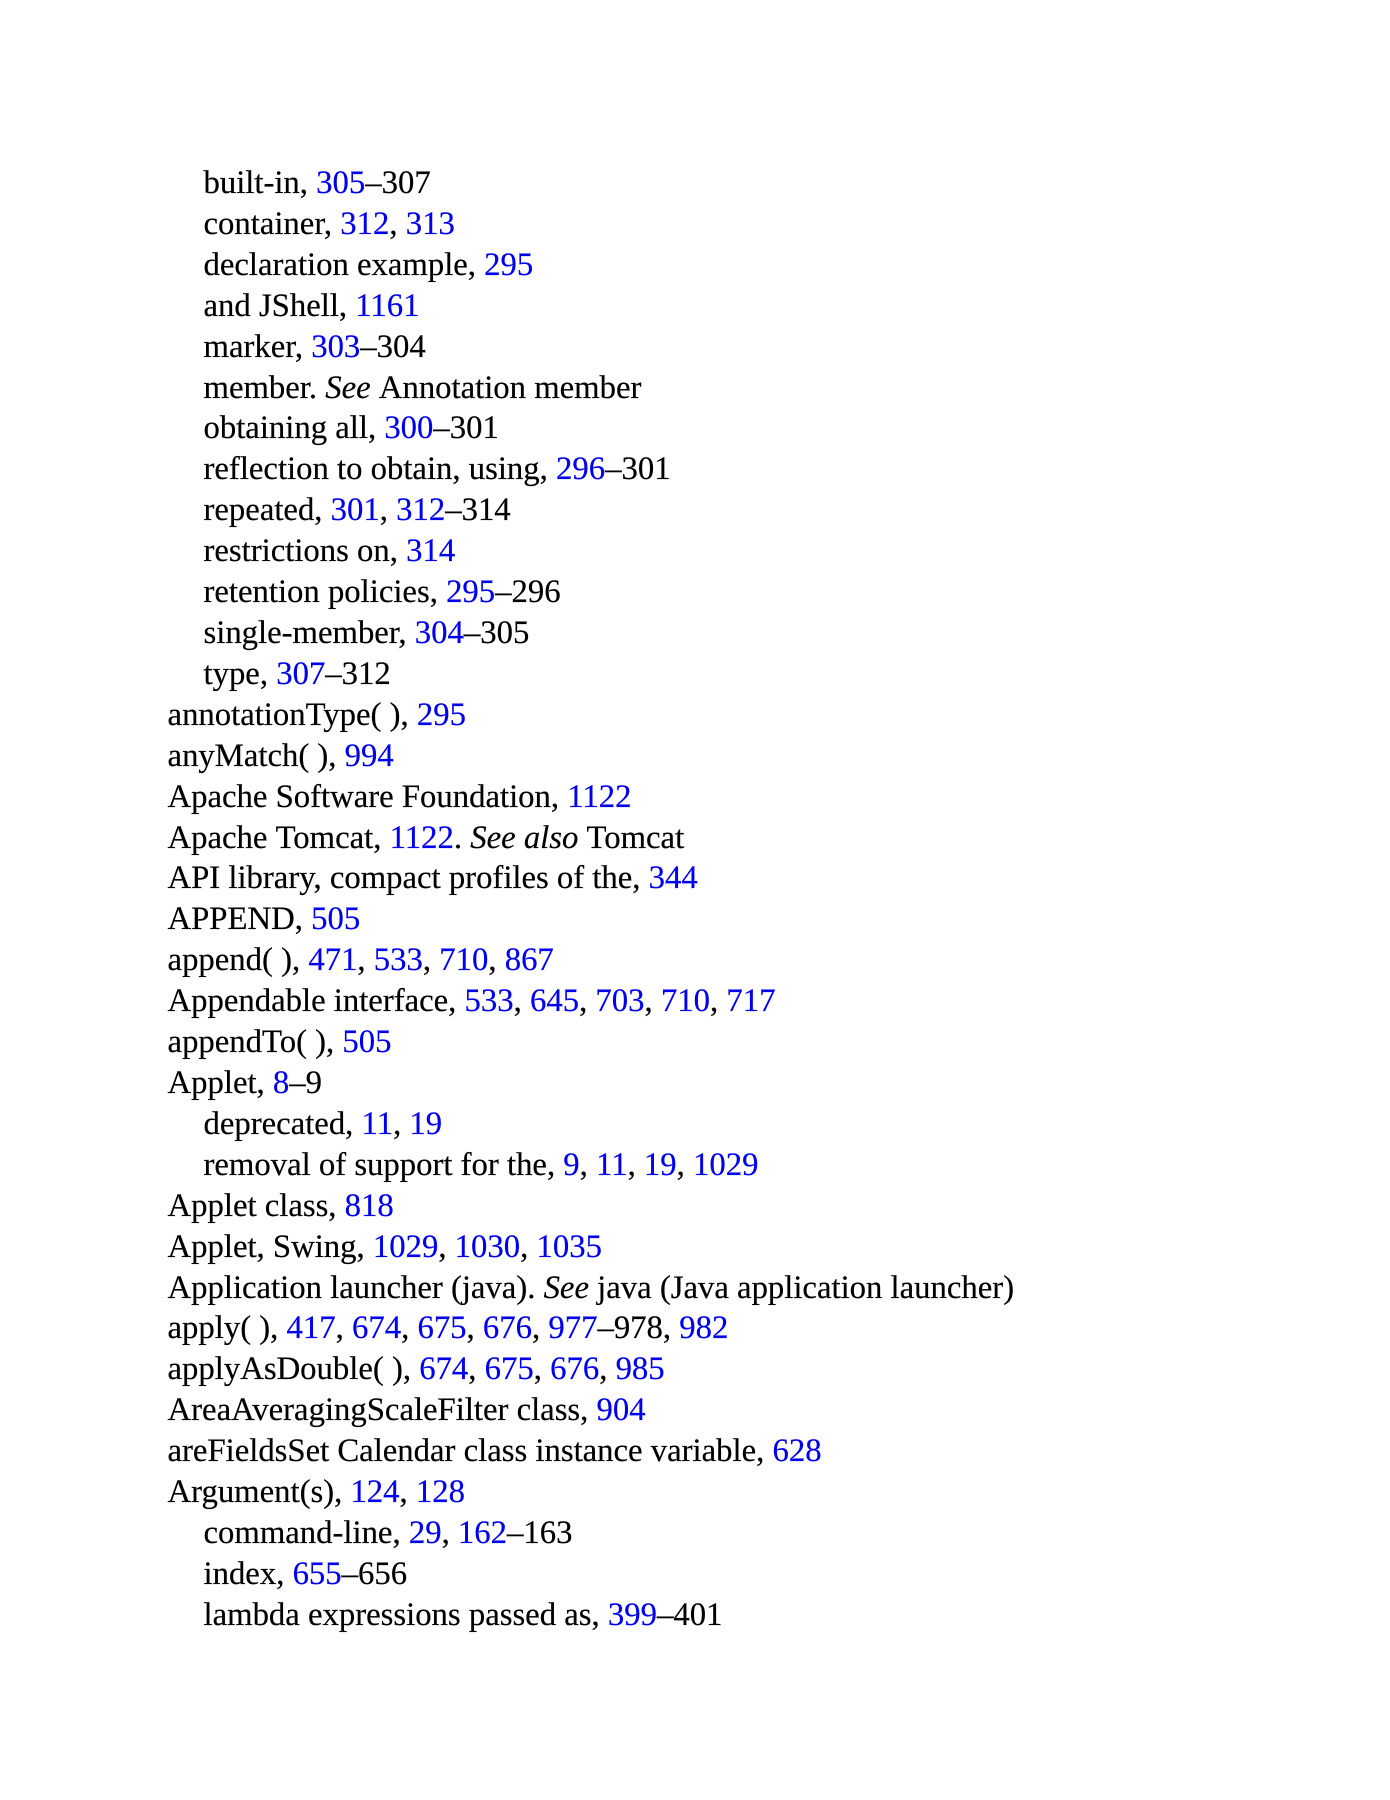 built-in, 305–307
container, 312, 313
declaration example, 295
and JShell, 1161
marker, 303–304
member. See Annotation member
obtaining all, 300–301
reflection to obtain, using, 296–301
repeated, 301, 312–314
restrictions on, 314
retention policies, 295–296
single-member, 304–305
type, 307–312
annotationType( ), 295
anyMatch( ), 994
Apache Software Foundation, 1122
Apache Tomcat, 1122. See also Tomcat
API library, compact profiles of the, 344
APPEND, 505
append( ), 471, 533, 710, 867
Appendable interface, 533, 645, 703, 710, 717
appendTo( ), 505
Applet, 8–9
deprecated, 11, 19
removal of support for the, 9, 11, 19, 1029
Applet class, 818
Applet, Swing, 1029, 1030, 1035
Application launcher (java). See java (Java application launcher)
apply( ), 417, 674, 675, 676, 977–978, 982
applyAsDouble( ), 674, 675, 676, 985
AreaAveragingScaleFilter class, 904
areFieldsSet Calendar class instance variable, 628
Argument(s), 124, 128
command-line, 29, 162–163
index, 655–656
lambda expressions passed as, 399–401